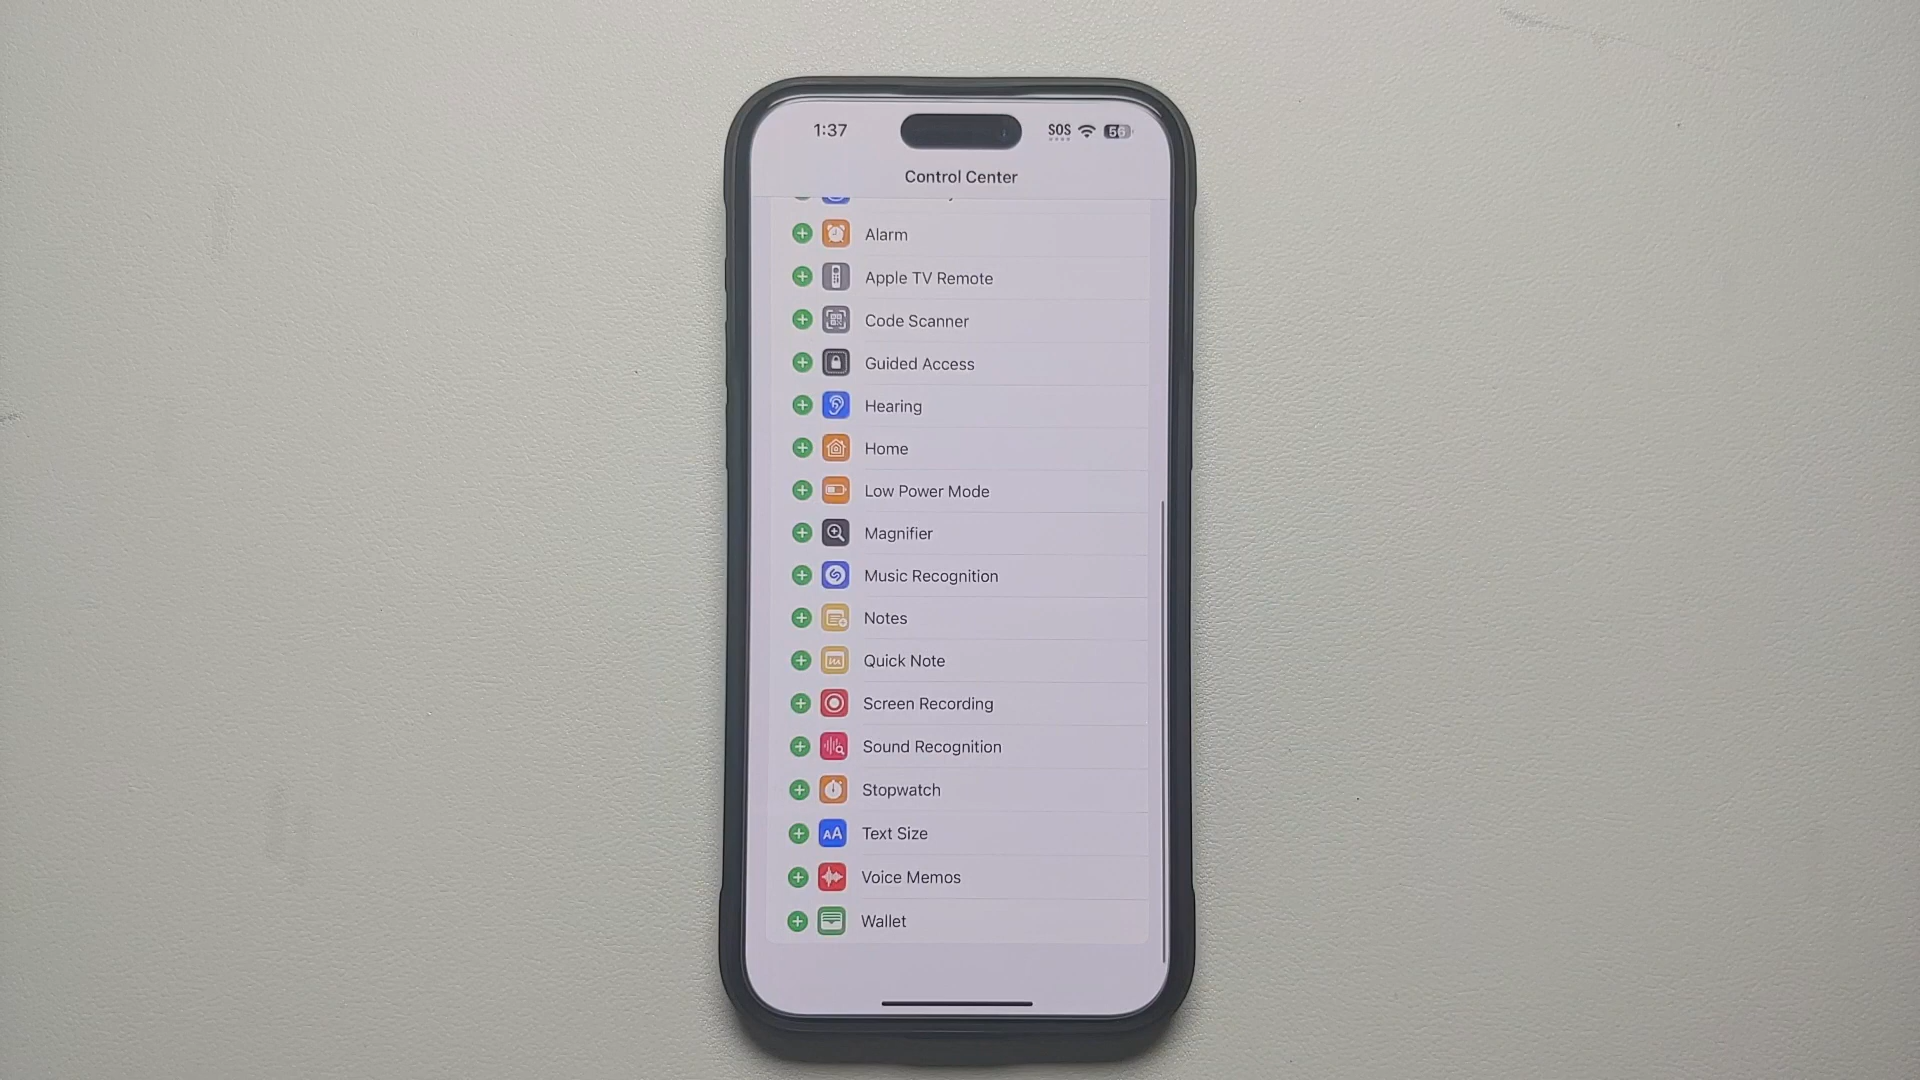 1:37
SOS 56
Control Center
Alarm
Apple TV Remote
Code Scanner
Guided Access
Hearing
Home
Low Power Mode
Magnifier
Music Recognition
Notes
Quick Note
Screen Recording
Sound Recognition
Stopwatch
AA Text Size
Voice Memos
Wallet